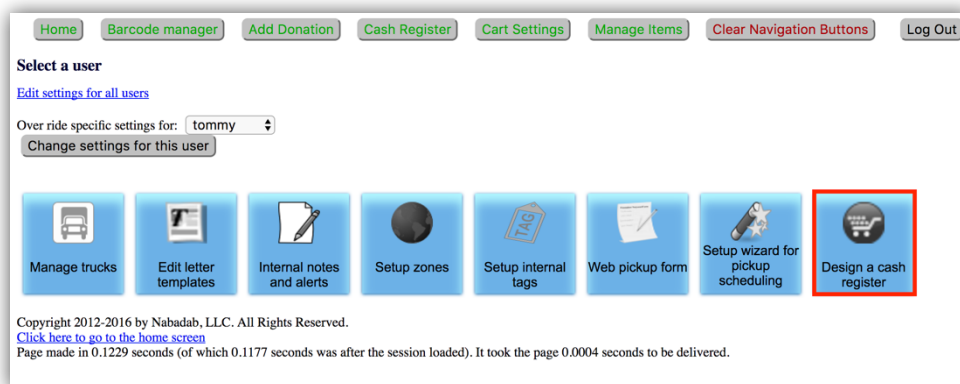 Home Barcode manager Add Donation Cash Register Cart Settings Manage Items Clear Navigation Buttons Log Out
Select a user
Edit settings for all users
Over ride specific settings for: tommy
Change settings for this user
T
TAG
Manage trucks
Edit letter
templates
Internal notes
and alerts
Setup zones
Setup internal
tags
Web pickup form
Setup wizard for
pickup
scheduling
Design a cash
register
Copyright 2012-2016 by Nabadab, LLC. All Rights Reserved.
Click here to go to the home screen
Page made in 0.1229 seconds (of which 0.1177 seconds was after the session loaded). It took the page 0.0004 seconds to be delivered.